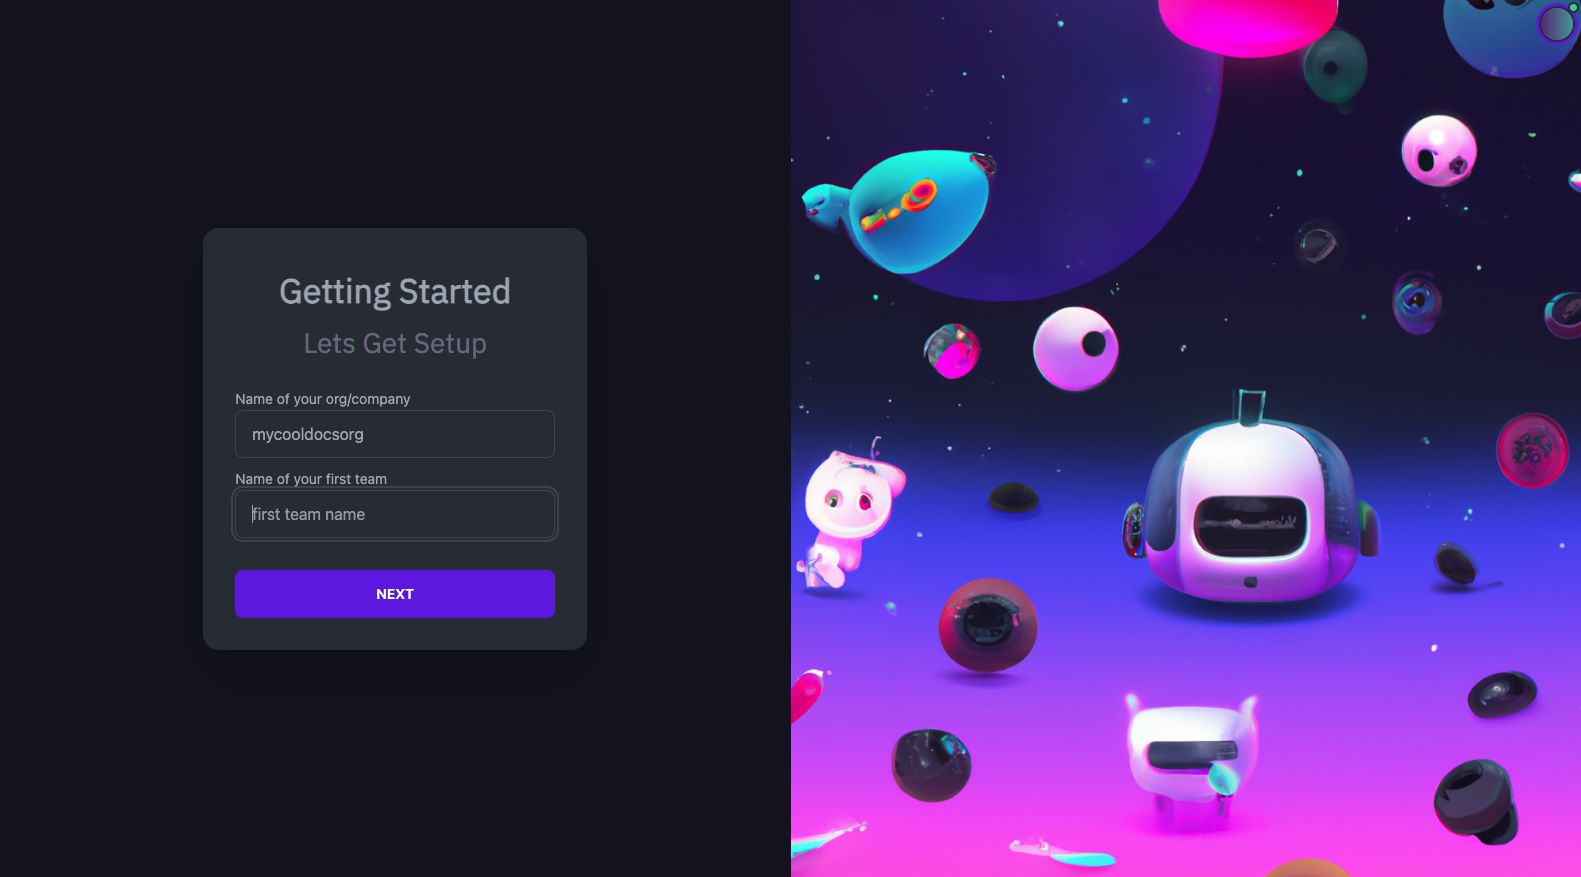 Getting Started
Lets Get Setup
Name of your org/company
mycooldocsorg
Name of your first team
first team name
NEXT